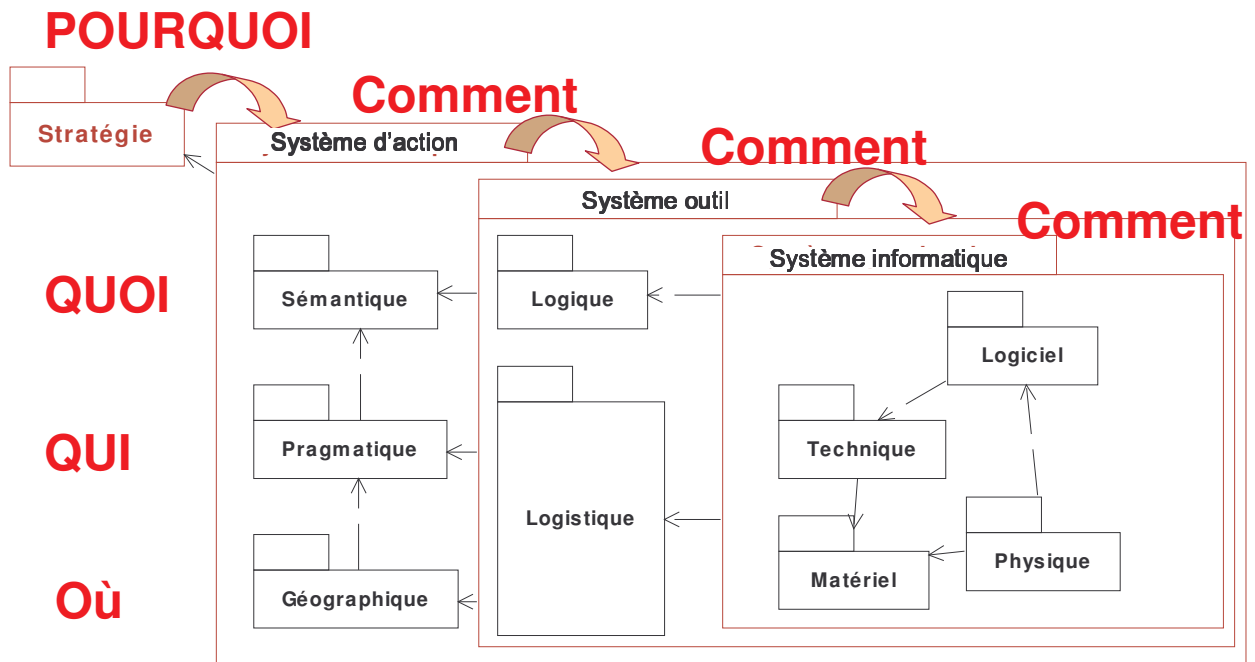 POURQUOI
Stratégie
Comment
Système d'action
Comment
Système outil
Comment
Système informatique
QUOI
Sémantique
Logique
Logiciel
QUI
Pragmatique
Technique
Logistique
Où
Géographique
Matériel
Physique